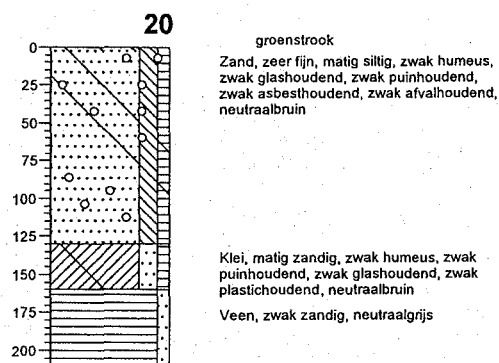 20
groenstrook
0
Zand, zeer fijn, matig siltig, zwak humeus,
zwak glashoudend, zwak puinhoudend,
zwak asbesthoudend, zwak afvalhoudend,
neutraalbruin
25
50
75
100
125
Klei, matig zandig, zwak humeus, zwak
puinhoudend, zwak glashoudend, zwak
plastichoudend, neutraalbruin
150
175
Veen, zwak zandig, neutraalgrijs
200